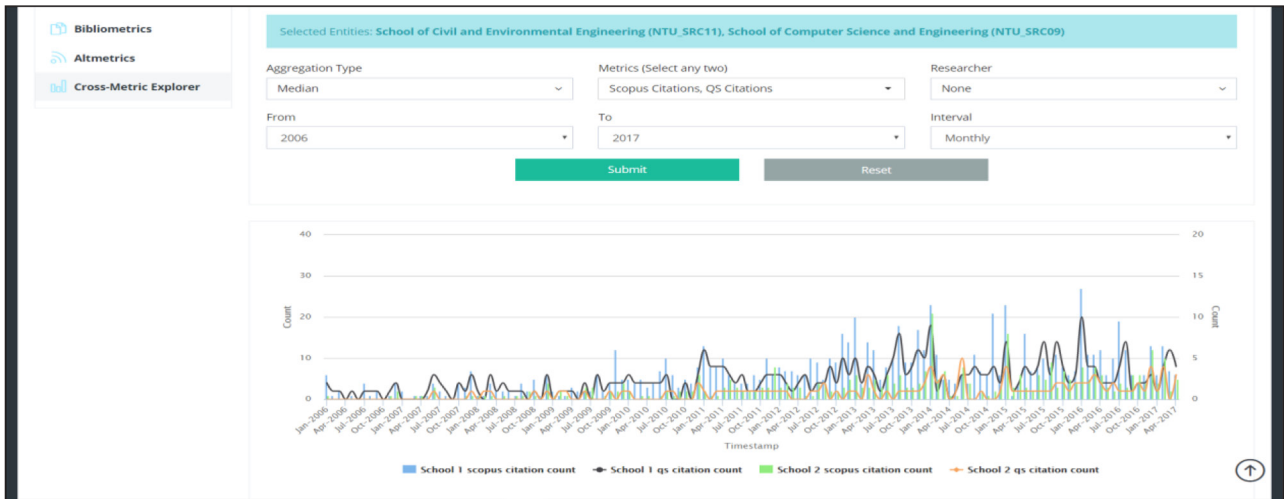 Bibliometrics
Altmetrics
Cross-Metric Explorer
Selected Entities: School of Civil and Environmental Engineering (NTU_SRC11), School of Computer Science and Engineering (NTU_SRC09)
Aggregation Type Metrics (Select any two) Researcher
Median Scopus Citations, QS Citations None
From To Interval
2006 2017 Monthly
Submit Reset
40 20
30 15
20 10
10 5
0 0
Count
Count
Jan-2006 Apr-2006 Jul-2006 Oct-2006 Jan-2007 Apr-2007 Jul-2007 Oct-2007 Jan-2008 Apr-2008 Jul-2008 Oct-2008 Jan-2009 Apr-2009 Jul-2009 Oct-2009 Jan-2010 Apr-2010 Jul-2010 Oct-2010 Jan-2011 Apr-2011 Jul-2011 Oct-2011 Jan-2012 Apr-2012 Jul-2012 Oct-2012 Jan-2013 Apr-2013 Jul-2013 Oct-2013 Jan-2014 Apr-2014 Jul-2014 Oct-2014 Jan-2015 Apr-2015 Jul-2015 Oct-2015 Jan-2016 Apr-2016 Jul-2016 Oct-2016 Jan-2017 Apr-2017
Timestamp
School 1 scopus citation count School 1 qs citation count School 2 scopus citation count School 2 qs citation count